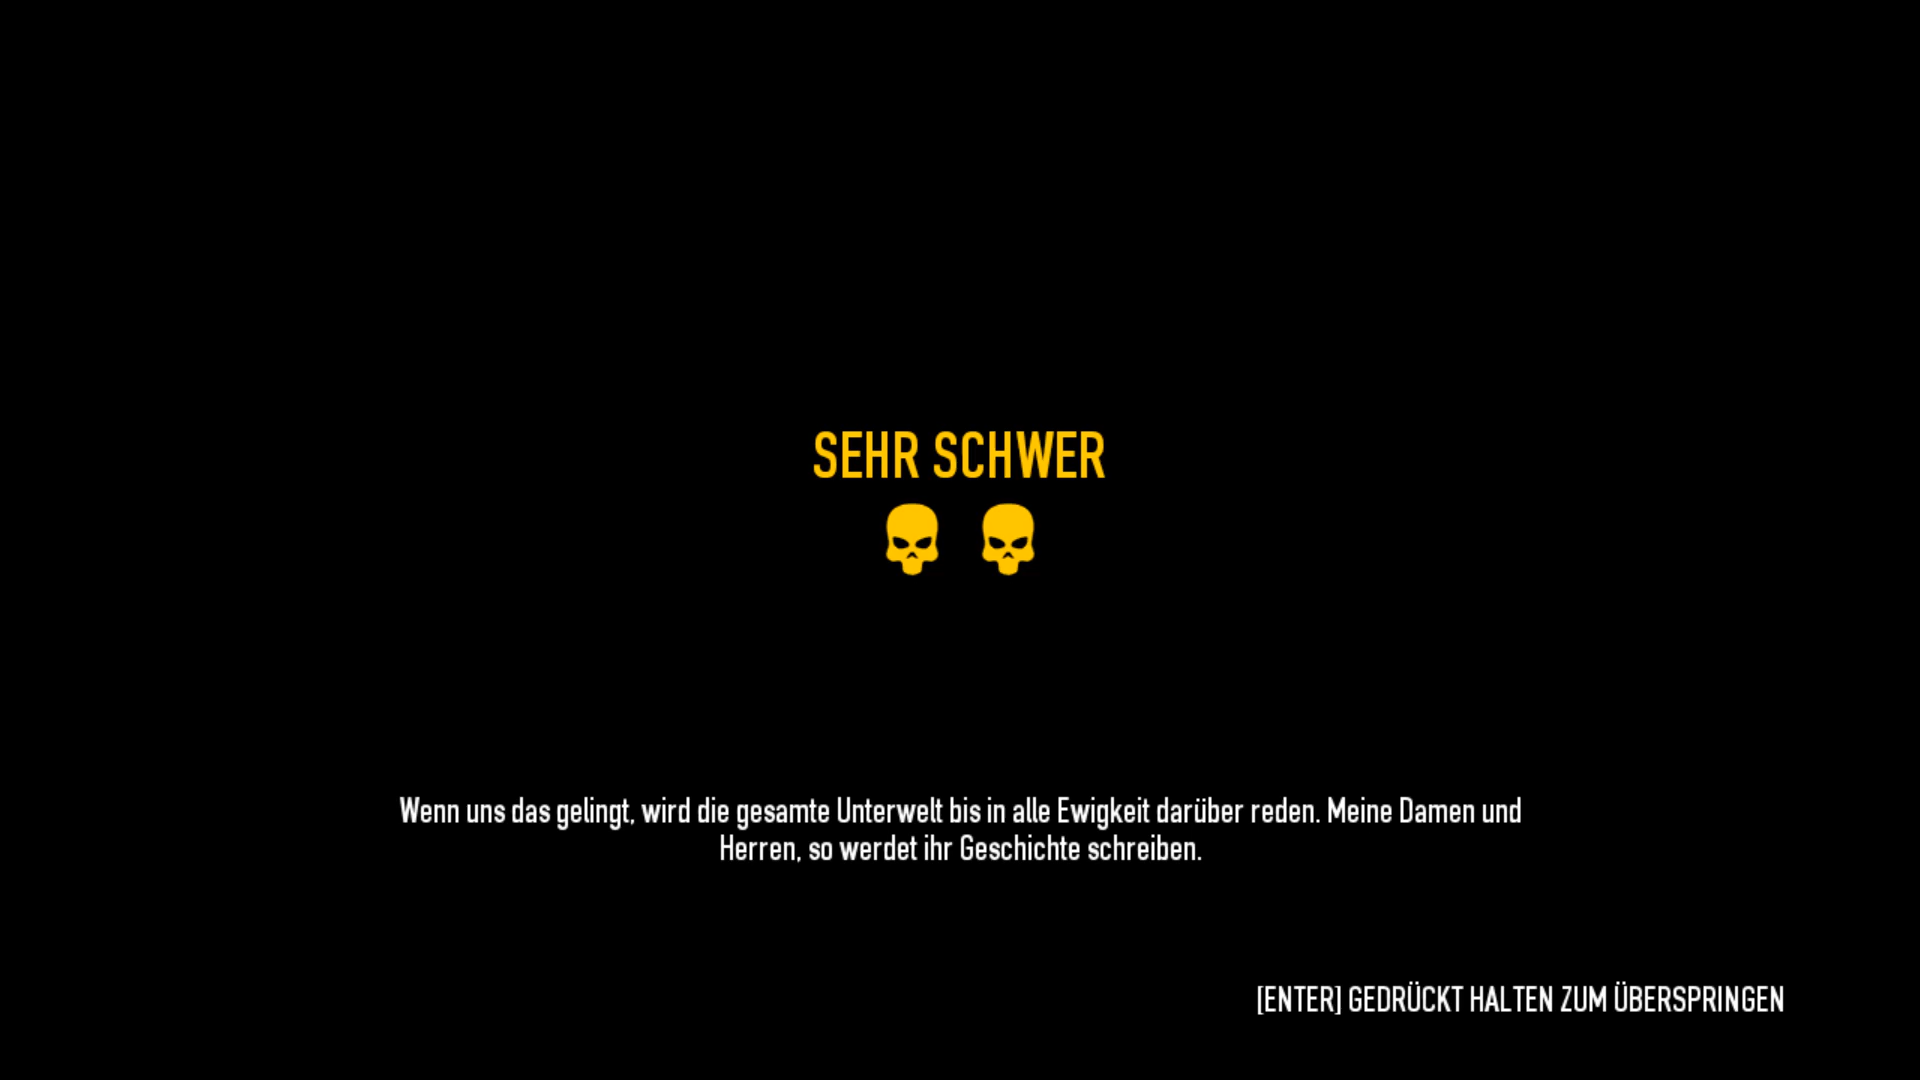 SEHR SCHWER
Wenn uns das gelingt, wird die gesamte Unterwelt bis in alle Ewigkeit darüber reden. Meine Damen und
Herren, so werdet ihr Geschichte schreiben.
[ENTER] GEDRÜCKT HALTEN ZUM ÜBERSPRINGEN